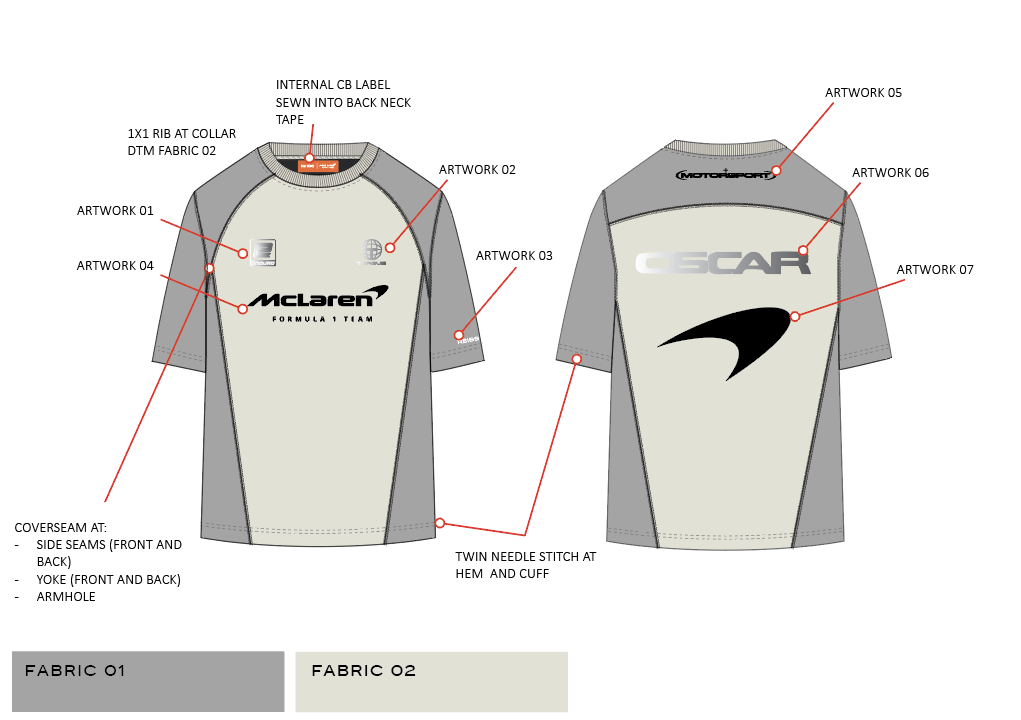 INTERNAL CB LABEL
SEWN INTO BACK NECK
TAPE
1X1 RIB AT COLLAR
DTM FABRIC 02
ARTWORK 01
ARTWORK 02
ARTWORK 03
ARTWORK 04
McLaren
FORMULA 1 TEAM
ARTWORK 05
ARTWORK 06
ARTWORK 07
MOTORSPORT
OSCAR
COVERSEAM AT:
- SIDE SEAMS (FRONT AND
BACK)
- YOKE (FRONT AND BACK)
- ARMHOLE
TWIN NEEDLE STITCH AT
HEM AND CUFF
FABRIC 01
FABRIC 02